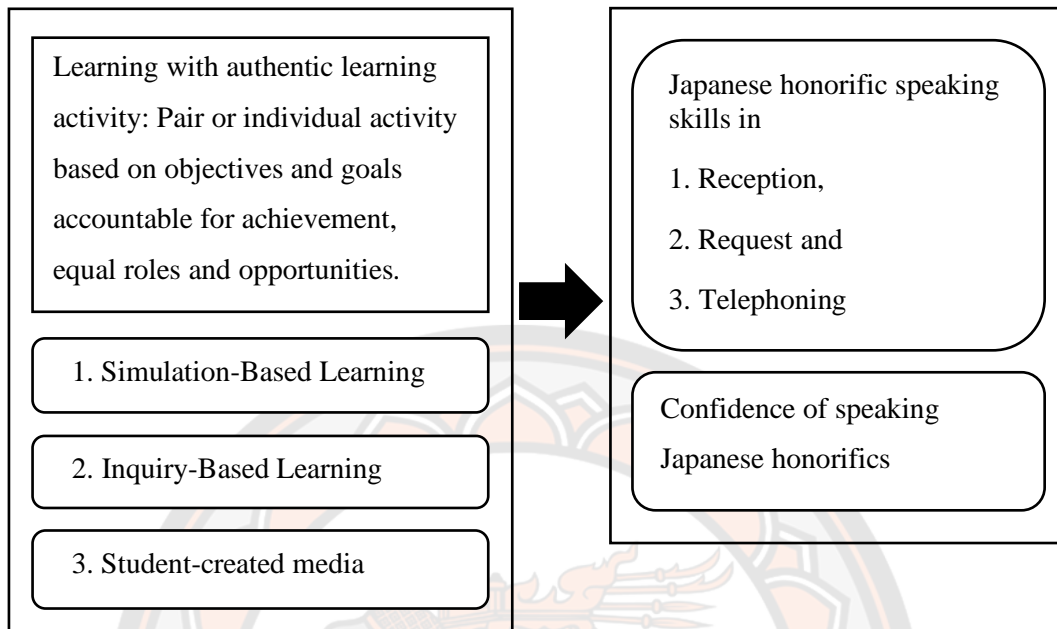 Learning with authentic learning
activity: Pair or individual activity
based on objectives and goals
accountable for achievement,
equal roles and opportunities.
1. Simulation-Based Learning
2. Inquiry-Based Learning
3. Student-created media
Japanese honorific speaking
skills in
1. Reception,
2. Request and
3. Telephoning
Confidence of speaking
Japanese honorifics